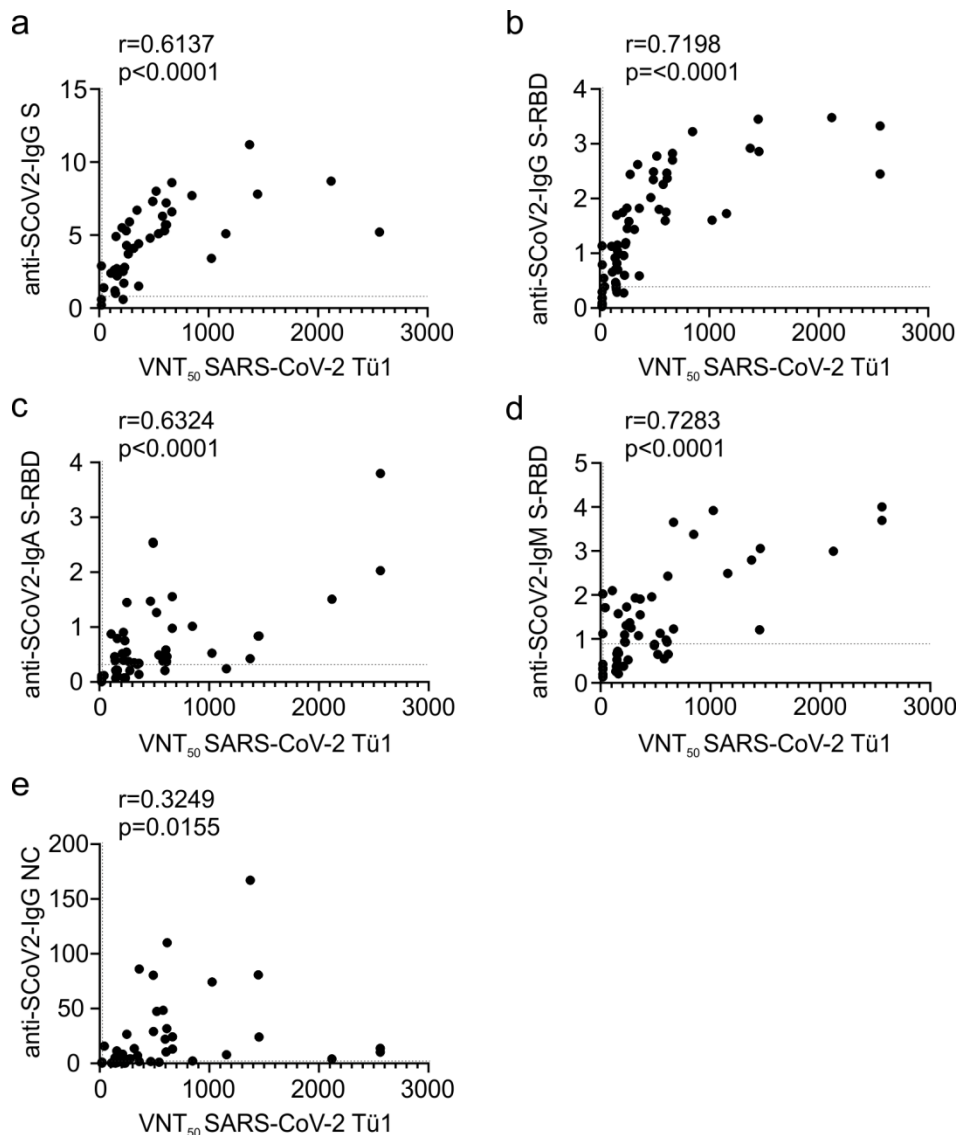 a
r=0.6137
p<0.0001
anti-SCoV2-IgG S
15
10
5
0
0 1000 2000 3000
VNT₅₀ SARS-CoV-2 Tü1
b
r=0.7198
p=<0.0001
anti-SCoV2-IgG S-RBD
4
3
2
1
0
0 1000 2000 3000
VNT₅₀ SARS-CoV-2 Tü1
c
r=0.6324
p<0.0001
anti-SCoV2-IgA S-RBD
4
3
2
1
0
0 1000 2000 3000
VNT₅₀ SARS-CoV-2 Tü1
d
r=0.7283
p<0.0001
anti-SCoV2-IgM S-RBD
5
4
3
2
1
0
0 1000 2000 3000
VNT₅₀ SARS-CoV-2 Tü1
e
r=0.3249
p=0.0155
anti-SCoV2-IgG NC
200
150
100
50
0
0 1000 2000 3000
VNT₅₀ SARS-CoV-2 Tü1